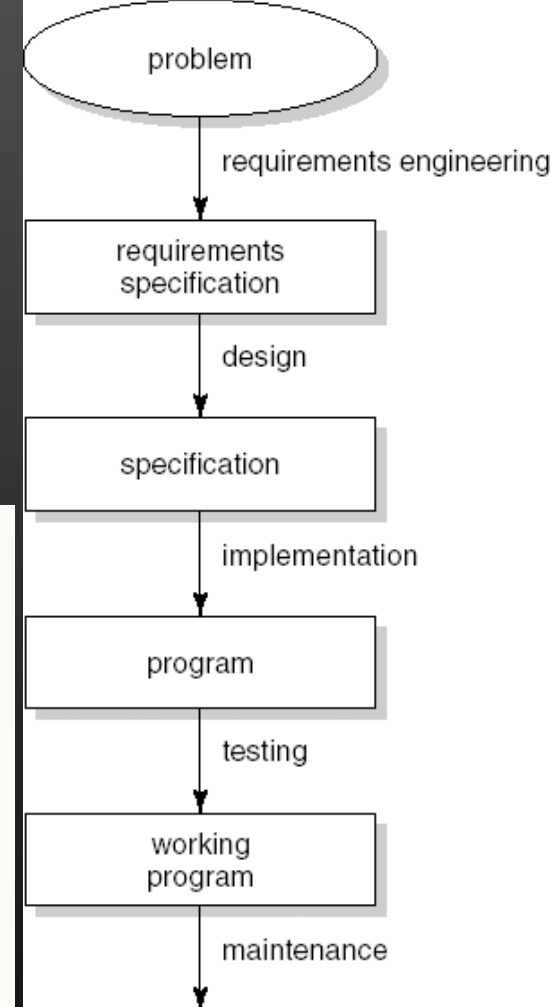 problem
requirements engineering
requirements
specification
design
specification
implementation
program
testing
working
program
maintenance